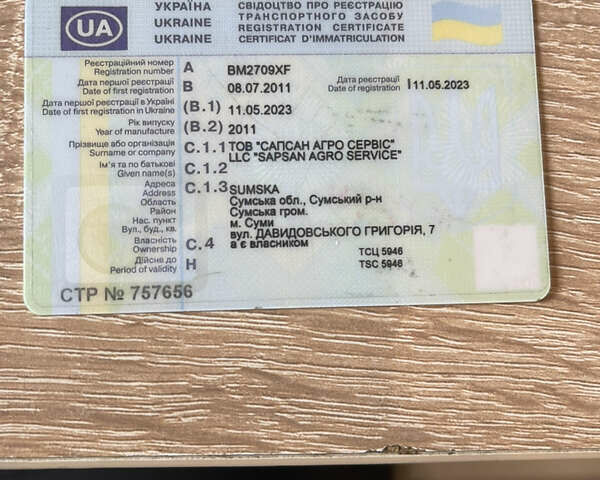 УКРАЇНА СВІДОЦТВО ПРО РЕЄСТРАЦІЮ
UKRAINE ТРАНСПОРТНОГО ЗАСОБУ
UKRAINE REGISTRATION CERTIFICATE
CERTIFICAT D'IMMATRICULATION
UA
Реєстраційний номер
Registration number A BM2709XF
Дата першої реєстрації
Date of first registration B 08.07.2011
Дата реєстрації
Date of registration I 11.05.2023
Дата першої реєстрації в Україні
Date of first registration in Ukraine (B.1) 11.05.2023
Рік випуску
Year of manufacture (B.2) 2011
Прізвище або організація
Surname or company C.1.1 ТОВ "САПСАН АГРО СЕРВІС"
LLC "SAPSAN AGRO SERVICE"
Ім'я та по батькові
Given name(s) C.1.2
Адреса
Address C.1.3 SUMSKA
Область Сумська обл., Сумський р-н
Район Сумська гром.
Нас. пункт м. Суми
Вул., буд., кв. вул. ДАВИДОВСЬКОГО ГРИГОРІЯ, 7
Власність
Ownership C.4 а є власником
Дійсне до
Period of validity H
ТСЦ 5946
TSC 5946
СТР № 757656